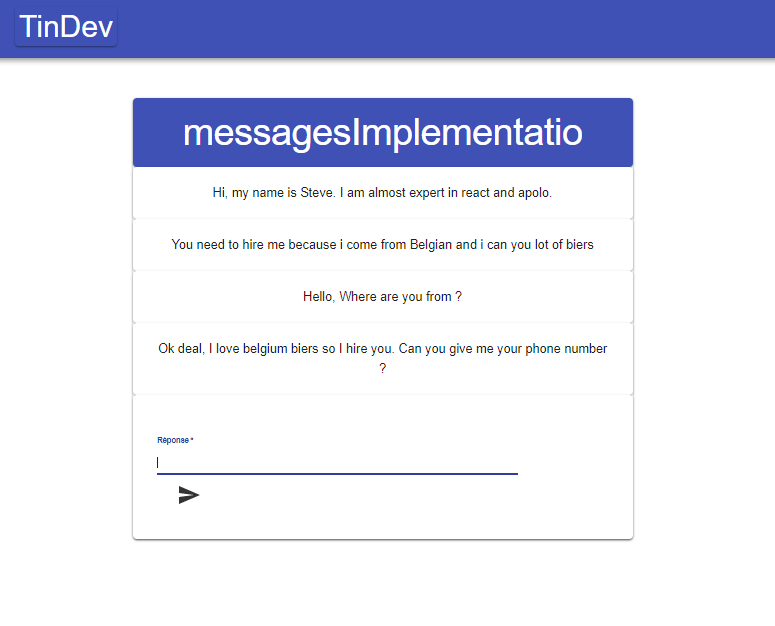 TinDev
messagesImplementatio
Hi, my name is Steve. I am almost expert in react and apolo.
You need to hire me because i come from Belgian and i can you lot of biers
Hello, Where are you from ?
Ok deal, I love belgium biers so I hire you. Can you give me your phone number
?
Réponse *